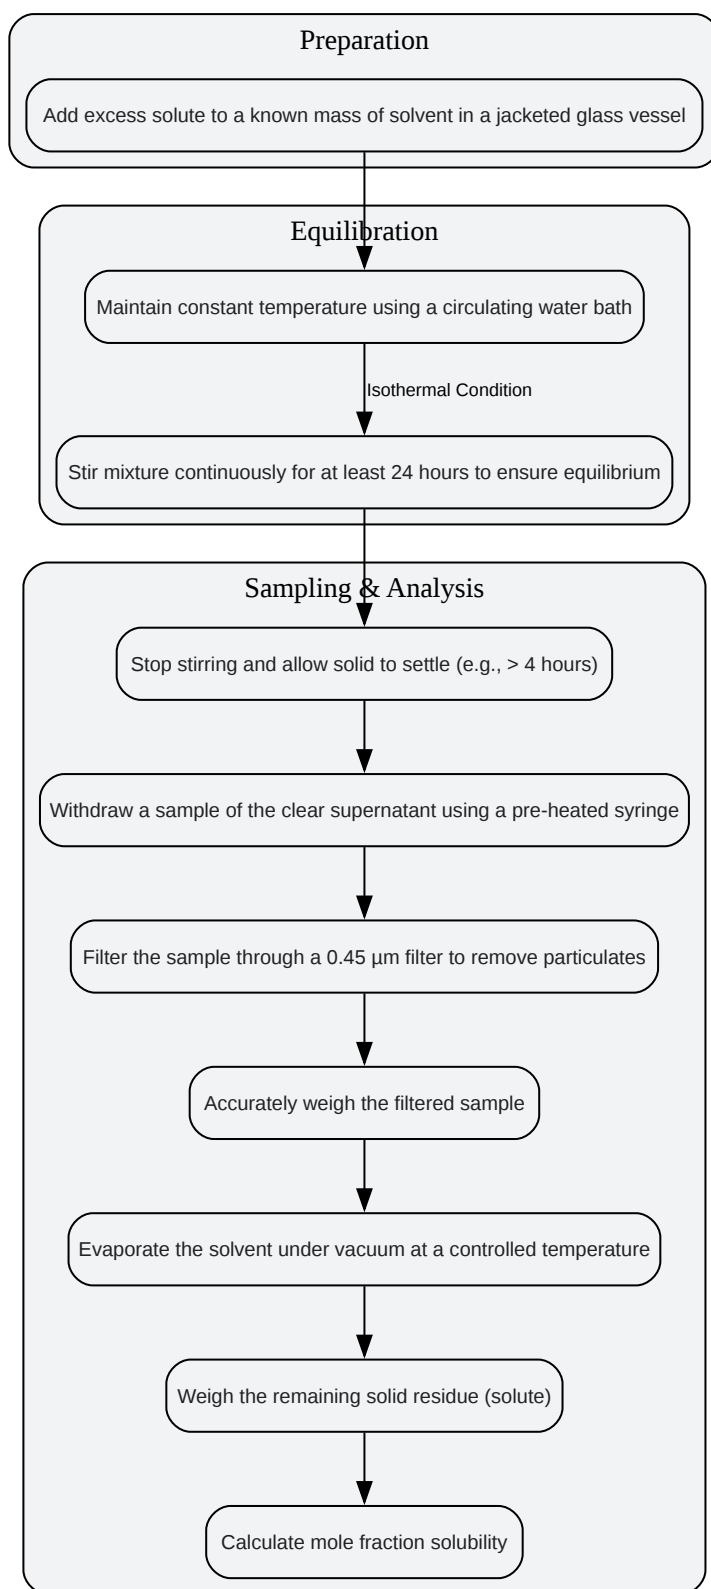 Preparation
Add excess solute to a known mass of solvent in a jacketed glass vessel
Equilibration
Maintain constant temperature using a circulating water bath
Isothermal Condition
Stir mixture continuously for at least 24 hours to ensure equilibrium
Sampling & Analysis
Stop stirring and allow solid to settle (e.g., > 4 hours)
Withdraw a sample of the clear supernatant using a pre-heated syringe
Filter the sample through a 0.45 µm filter to remove particulates
Accurately weigh the filtered sample
Evaporate the solvent under vacuum at a controlled temperature
Weigh the remaining solid residue (solute)
Calculate mole fraction solubility